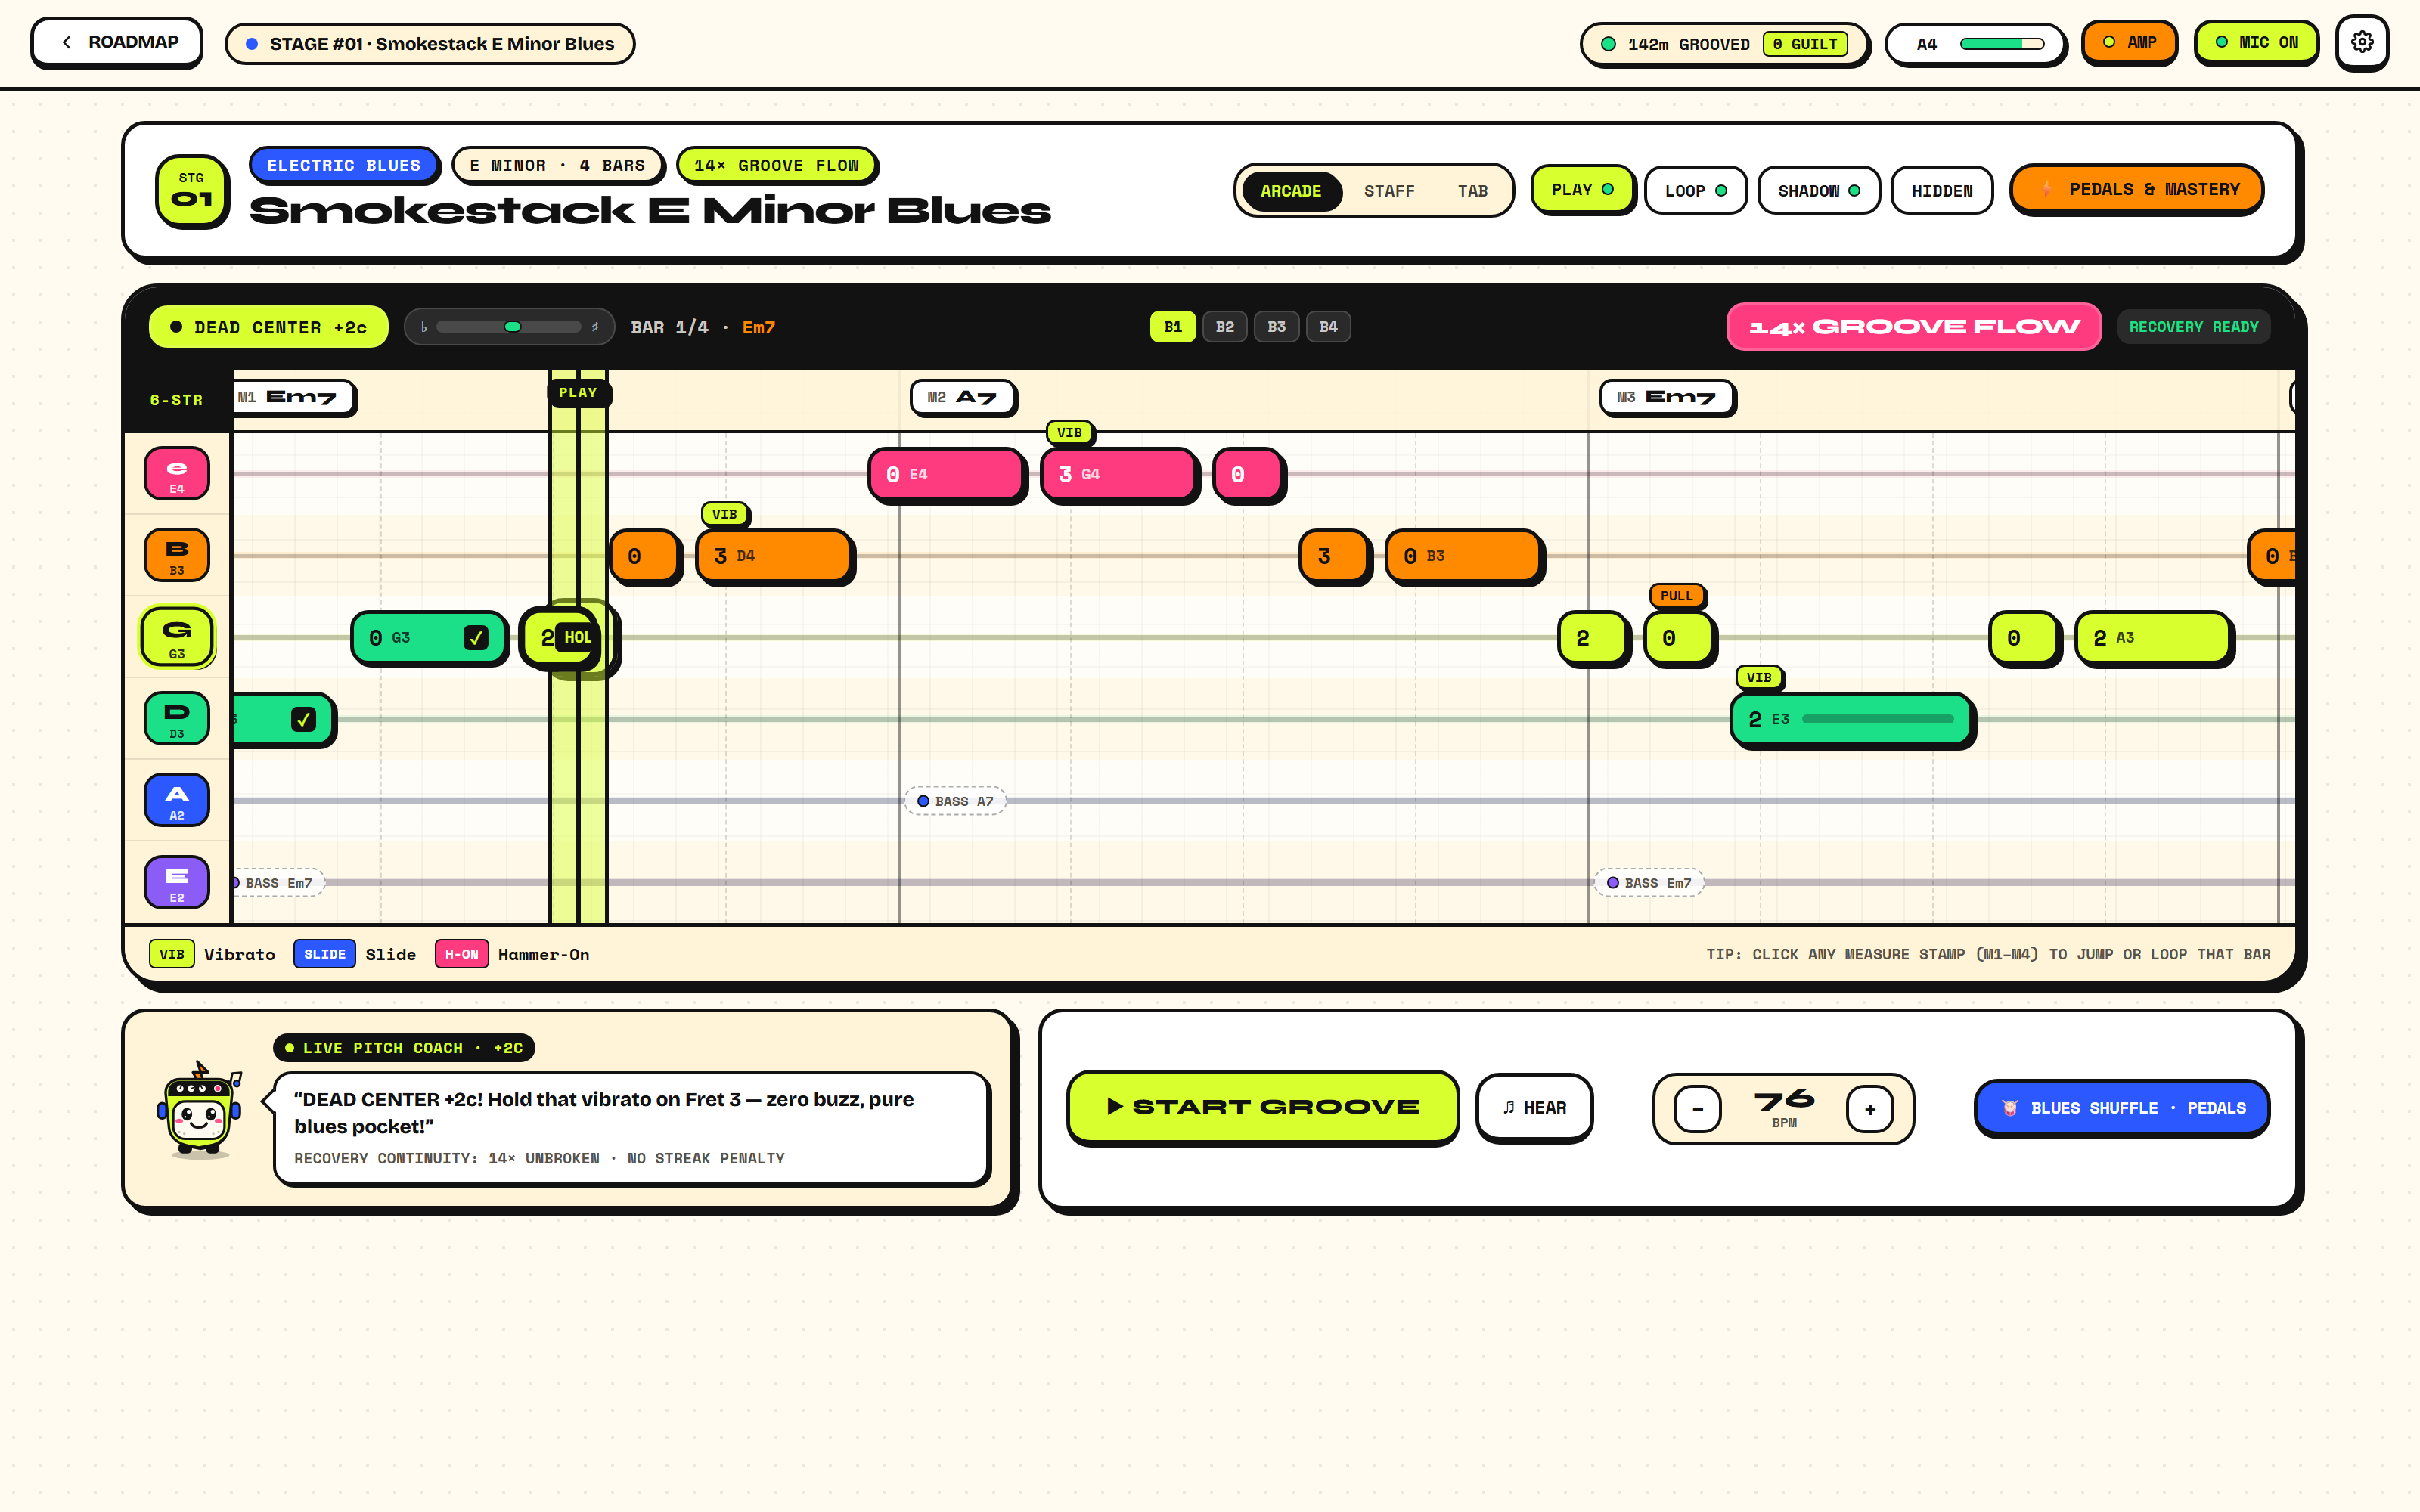 ROADMAP
STAGE #01 · Smokestack E Minor Blues
142m GROOVED
0 GUILT
A4
AMP
MIC ON
STG
01
ELECTRIC BLUES
E MINOR · 4 BARS
14× GROOVE FLOW
Smokestack E Minor Blues
ARCADE
STAFF
TAB
PLAY
LOOP
SHADOW
HIDDEN
PEDALS & MASTERY
DEAD CENTER +2c
♭
♯
BAR 1/4 · Em7
B1
B2
B3
B4
14× GROOVE FLOW
RECOVERY READY
6-STR
M1 Em7
PLAY
M2 A7
M3 Em7
VIB
e
E4
0 E4
3 G4
0
VIB
B
B3
0
3 D4
3
0 B3
0
PULL
G
G3
0 G3 ✓
2
2
0
0
2 A3
VIB
D
D3
✓
2 E3
A
A2
BASS A7
E
E2
BASS Em7
BASS Em7
VIB Vibrato
SLIDE Slide
H-ON Hammer-On
TIP: CLICK ANY MEASURE STAMP (M1–M4) TO JUMP OR LOOP THAT BAR
LIVE PITCH COACH · +2C
“DEAD CENTER +2c! Hold that vibrato on Fret 3 — zero buzz, pure
blues pocket!”
RECOVERY CONTINUITY: 14× UNBROKEN · NO STREAK PENALTY
▶ START GROOVE
♬ HEAR
−
76
BPM
+
BLUES SHUFFLE · PEDALS